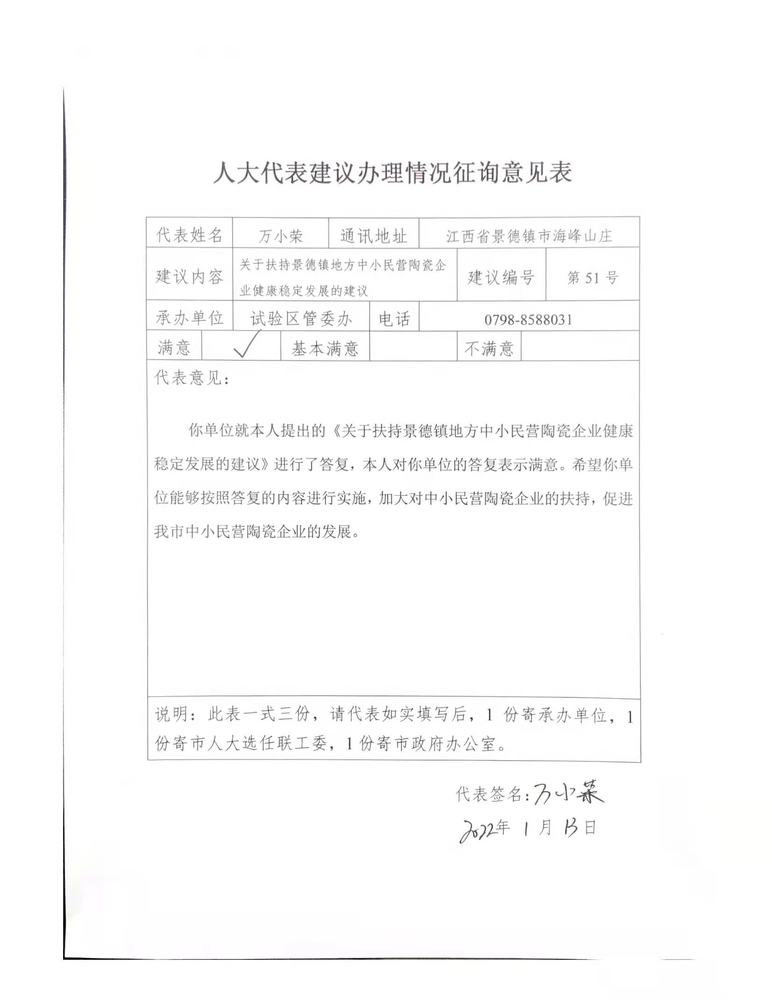 人大代表建议办理情况征询意见表
代表姓名 万小荣 通讯地址 江西省景德镇市海峰山庄
建议内容 关于扶持景德镇地方中小民营陶瓷企
业健康稳定发展的建议 建议编号 第 51 号
承办单位 试验区管委办 电话 0798-8588031
满意 ✓ 基本满意 不满意
代表意见：
你单位就本人提出的《关于扶持景德镇地方中小民营陶瓷企业健康
稳定发展的建议》进行了答复，本人对你单位的答复表示满意。希望你单
位能够按照答复的内容进行实施，加大对中小民营陶瓷企业的扶持，促进
我市中小民营陶瓷企业的发展。
说明：此表一式三份，请代表如实填写后，1 份寄承办单位，1
份寄市人大选任联工委，1 份寄市政府办公室。
代表签名：万小荣
2022年 1 月 13 日